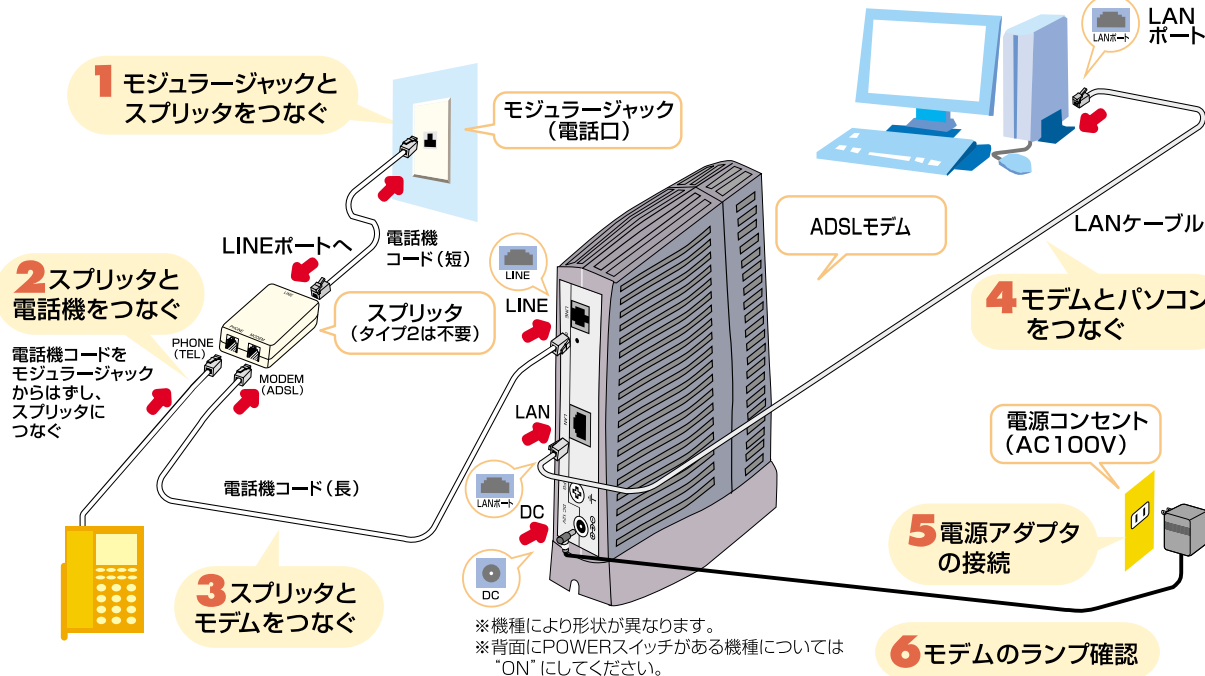 1 モジュラージャックと
スプリッタをつなぐ
モジュラージャック
(電話口)
LANポート
LAN
ポート
LINEポートへ
電話機
コード(短)
2 スプリッタと
電話機をつなぐ
LINE
スプリッタ
(タイプ2は不要)
PHONE
(TEL)
PHONE
MODEM
MODEM
(ADSL)
電話機コードを
モジュラージャック
からはずし、
スプリッタに
つなぐ
電話機コード(長)
3 スプリッタと
モデムをつなぐ
LINE
LINE
LINE
ADSLモデム
LANケーブル
4 モデムとパソコン
をつなぐ
LAN
LAN
LANポート
DC
DC 12V
DC
電源コンセント
(AC100V)
5 電源アダプタ
の接続
※機種により形状が異なります。
※背面にPOWERスイッチがある機種については
“ON”にしてください。
6 モデムのランプ確認